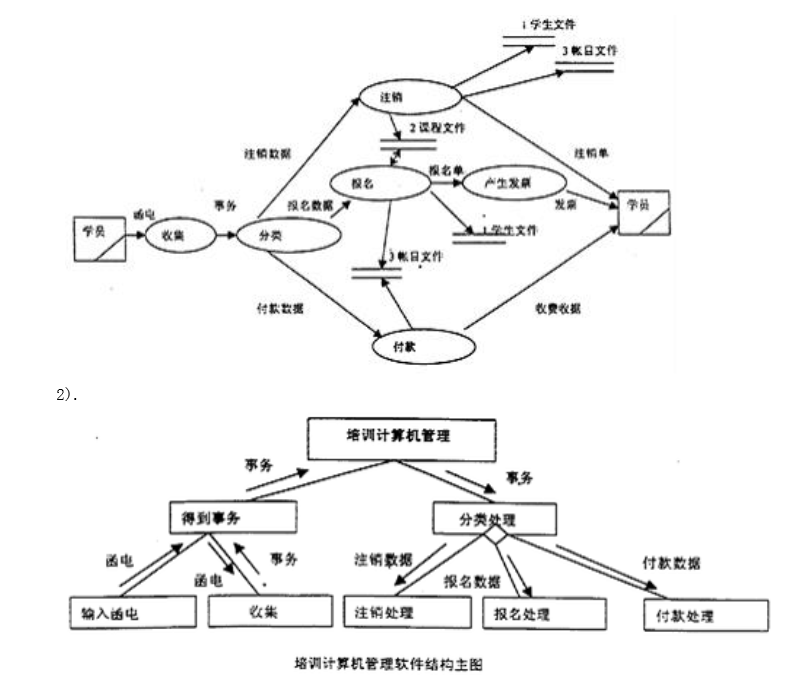 1 学生文件
3 帐目文件
注销
2 课程文件
注销数据
注销单
报名
报名单
产生发票
发票
学员
函电
事务
报名数据
学员
收集
分类
1 学生文件
3 帐目文件
付款数据
收费收据
付款
2).
培训计算机管理
事务
事务
得到事务
分类处理
函电
函电
事务
注销数据
报名数据
付款数据
输入函电
收集
注销处理
报名处理
付款处理
培训计算机管理软件结构主图